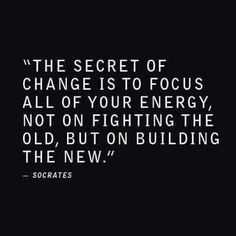 “THE SECRET OF
CHANGE IS TO FOCUS
ALL OF YOUR ENERGY,
NOT ON FIGHTING THE
OLD, BUT ON BUILDING
THE NEW.”
— SOCRATES